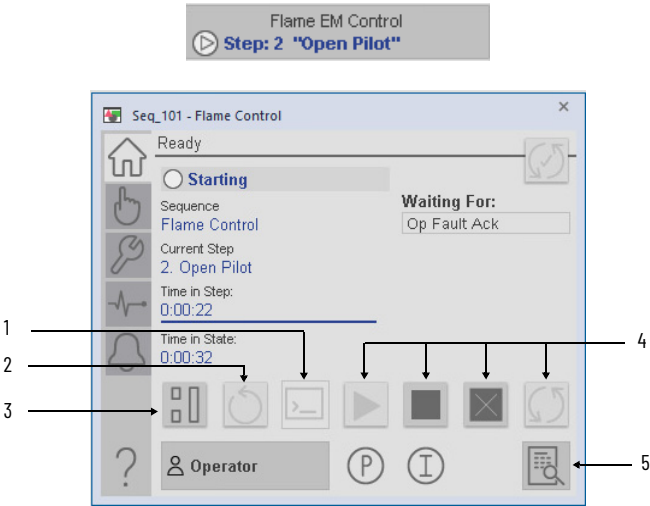 Flame EM Control
Step: 2 "Open Pilot"
Seq_101 - Flame Control
Ready
Starting
Waiting For:
Sequence
Op Fault Ack
Flame Control
Current Step
2. Open Pilot
Time in Step:
0:00:22
1
Time in State:
4
0:00:32
2
3
Operator
P
I
5
?